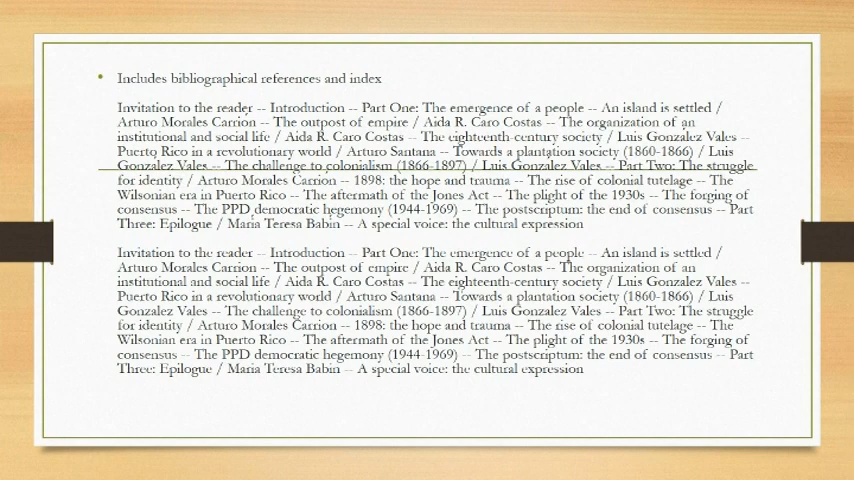 • Includes bibliographical references and index
Invitation to the reader -- Introduction -- Part One: The emergence of a people -- An island is settled /
Arturo Morales Carrion -- The outpost of empire / Aida R. Caro Costas -- The organization of an
institutional and social life / Aida R. Caro Costas -- The eighteenth-century society / Luis Gonzalez Vales --
Puerto Rico in a revolutionary world / Arturo Santana -- Towards a plantation society (1860-1866) / Luis
Gonzalez Vales -- The challenge to colonialism (1866-1897) / Luis Gonzalez Vales -- Part Two: The struggle
for identity / Arturo Morales Carrion -- 1898: the hope and trauma -- The rise of colonial tutelage -- The
Wilsonian era in Puerto Rico -- The aftermath of the Jones Act -- The plight of the 1930s -- The forging of
consensus -- The PPD democratic hegemony (1944-1969) -- The postscriptum: the end of consensus -- Part
Three: Epilogue / Maria Teresa Babin -- A special voice: the cultural expression
Invitation to the reader -- Introduction -- Part One: The emergence of a people -- An island is settled /
Arturo Morales Carrion -- The outpost of empire / Aida R. Caro Costas -- The organization of an
institutional and social life / Aida R. Caro Costas -- The eighteenth-century society / Luis Gonzalez Vales --
Puerto Rico in a revolutionary world / Arturo Santana -- Towards a plantation society (1860-1866) / Luis
Gonzalez Vales -- The challenge to colonialism (1866-1897) / Luis Gonzalez Vales -- Part Two: The struggle
for identity / Arturo Morales Carrion -- 1898: the hope and trauma -- The rise of colonial tutelage -- The
Wilsonian era in Puerto Rico -- The aftermath of the Jones Act -- The plight of the 1930s -- The forging of
consensus -- The PPD democratic hegemony (1944-1969) -- The postscriptum: the end of consensus -- Part
Three: Epilogue / Maria Teresa Babin -- A special voice: the cultural expression